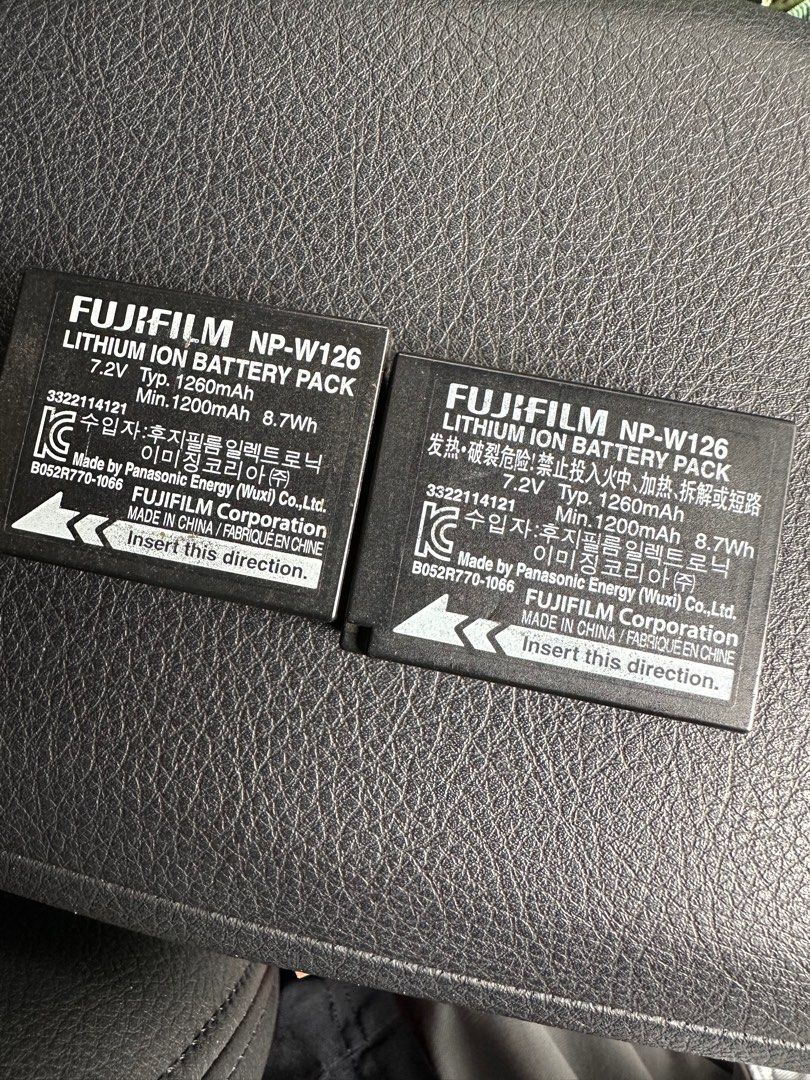 FUJIFILM NP-W126
LITHIUM ION BATTERY PACK
7.2V Typ. 1260mAh
Min. 1200mAh 8.7Wh
3322114121
수입자:후지필름일렉트로닉
이미징코리아(주)
Made by Panasonic Energy (Wuxi) Co.,Ltd.
B052R770-1066
FUJIFILM Corporation
MADE IN CHINA / FABRIQUÉ EN CHINE
Insert this direction.
FUJIFILM NP-W126
LITHIUM ION BATTERY PACK
发热·破裂危险!禁止投入火中、加热、拆解或短路
7.2V Typ. 1260mAh
Min. 1200mAh 8.7Wh
3322114121
수입자:후지필름일렉트로닉
이미징코리아(주)
Made by Panasonic Energy (Wuxi) Co.,Ltd.
B052R770-1066
FUJIFILM Corporation
MADE IN CHINA / FABRIQUÉ EN CHINE
Insert this direction.